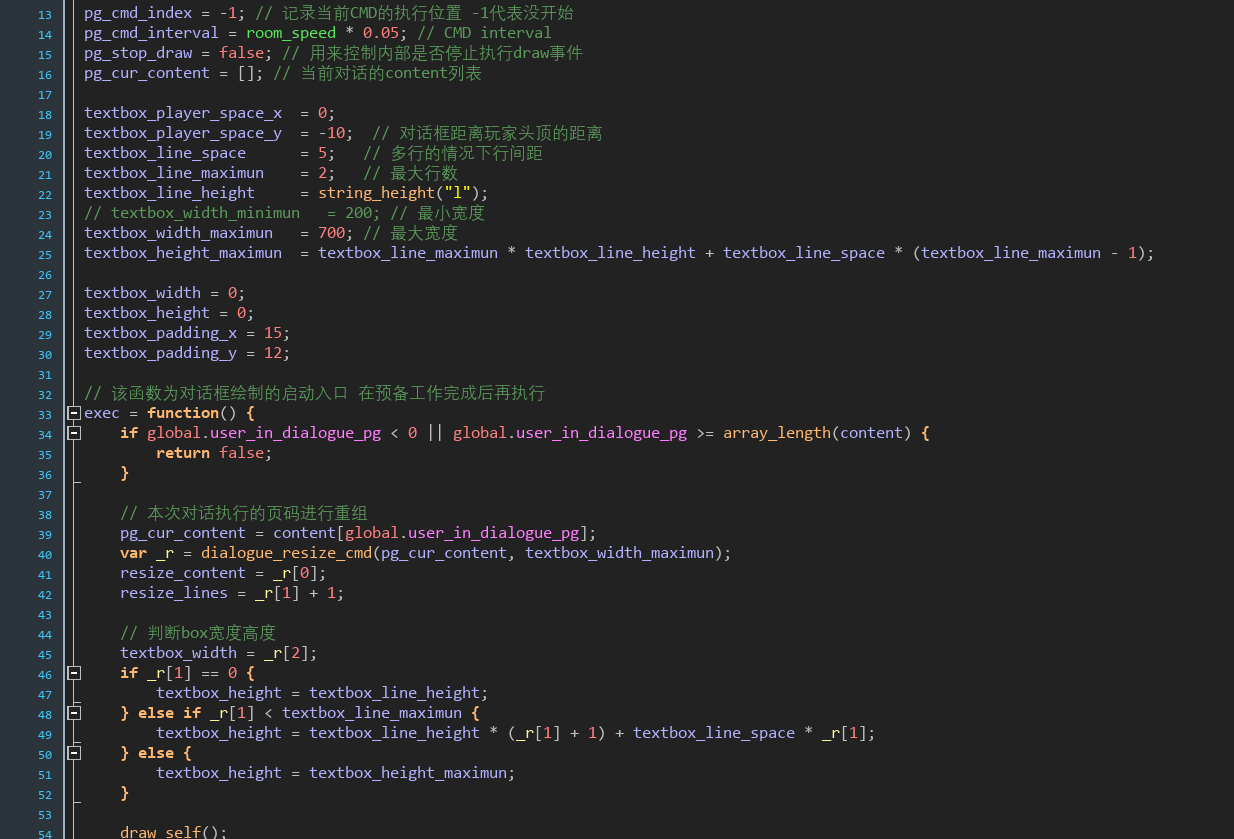 13 pg_cmd_index = -1; // 记录当前CMD的执行位置 -1代表没开始
14 pg_cmd_interval = room_speed * 0.05; // CMD interval
15 pg_stop_draw = false; // 用来控制内部是否停止执行draw事件
16 pg_cur_content = []; // 当前对话的content列表
17
18 textbox_player_space_x  = 0;
19 textbox_player_space_y  = -10;  // 对话框距离玩家头顶的距离
20 textbox_line_space      = 5;   // 多行的情况下行间距
21 textbox_line_maximun    = 2;   // 最大行数
22 textbox_line_height     = string_height("l");
23 // textbox_width_minimun   = 200; // 最小宽度
24 textbox_width_maximun   = 700; // 最大宽度
25 textbox_height_maximun  = textbox_line_maximun * textbox_line_height + textbox_line_space * (textbox_line_maximun - 1);
26
27 textbox_width = 0;
28 textbox_height = 0;
29 textbox_padding_x = 15;
30 textbox_padding_y = 12;
31
32 // 该函数为对话框绘制的启动入口 在预备工作完成后再执行
33 exec = function() {
34     if global.user_in_dialogue_pg < 0 || global.user_in_dialogue_pg >= array_length(content) {
35         return false;
36     }
37
38     // 本次对话执行的页码进行重组
39     pg_cur_content = content[global.user_in_dialogue_pg];
40     var _r = dialogue_resize_cmd(pg_cur_content, textbox_width_maximun);
41     resize_content = _r[0];
42     resize_lines = _r[1] + 1;
43
44     // 判断box宽度高度
45     textbox_width = _r[2];
46     if _r[1] == 0 {
47         textbox_height = textbox_line_height;
48     } else if _r[1] < textbox_line_maximun {
49         textbox_height = textbox_line_height * (_r[1] + 1) + textbox_line_space * _r[1];
50     } else {
51         textbox_height = textbox_height_maximun;
52     }
53
54     draw_self();